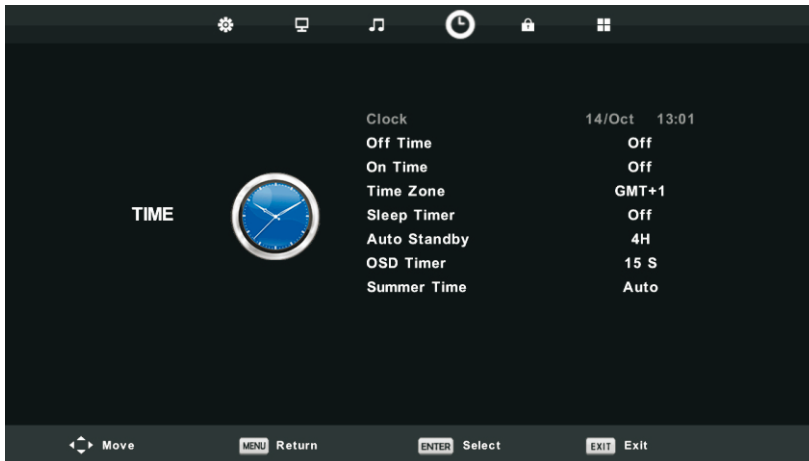 Clock 14/Oct 13:01
Off Time Off
On Time Off
Time Zone GMT+1
TIME
Sleep Timer Off
Auto Standby 4H
OSD Timer 15 S
Summer Time Auto
Move MENU Return ENTER Select EXIT Exit